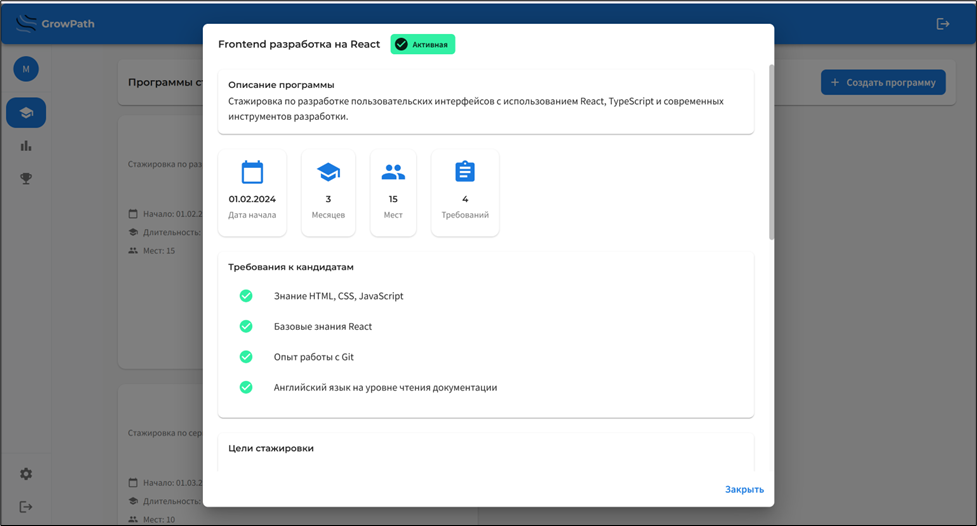 GrowPath
M
Программы ст
+ Создать программу
Стажировка по раз
Начало: 01.02.2
Длительность:
Мест: 15
Стажировка по сер
Начало: 01.03.2
Длительность:
Мест: 10
Frontend разработка на React
Активная
Описание программы
Стажировка по разработке пользовательских интерфейсов с использованием React, TypeScript и современных
инструментов разработки.
01.02.2024
Дата начала
3
Месяцев
15
Мест
4
Требований
Требования к кандидатам
Знание HTML, CSS, JavaScript
Базовые знания React
Опыт работы с Git
Английский язык на уровне чтения документации
Цели стажировки
Закрыть